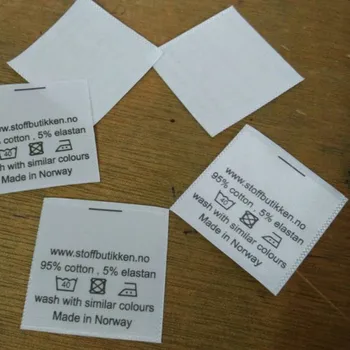 www.stoffbutikken.no
95% cotton , 5% elastan
40
wash with similar colours
Made in Norway
www.stoffbutikken.no
95% cotton , 5% elastan
40
wash with similar colours
Made in Norway
www.stoffbutikken.no
% cotton , 5% elastan
40
wash with similar colours
Made in Norway